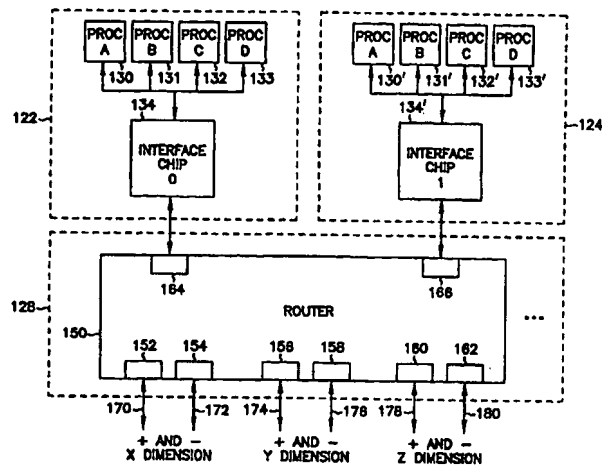 PROC A
PROC B
PROC C
PROC D
130
131
132
133
134
122
INTERFACE CHIP 0
PROC A
PROC B
PROC C
PROC D
130'
131'
132'
133'
134'
124
INTERFACE CHIP 1
128
150
164
166
ROUTER
...
152
154
156
158
160
162
170
172
174
176
178
180
+ AND -
X DIMENSION
+ AND -
Y DIMENSION
+ AND -
Z DIMENSION